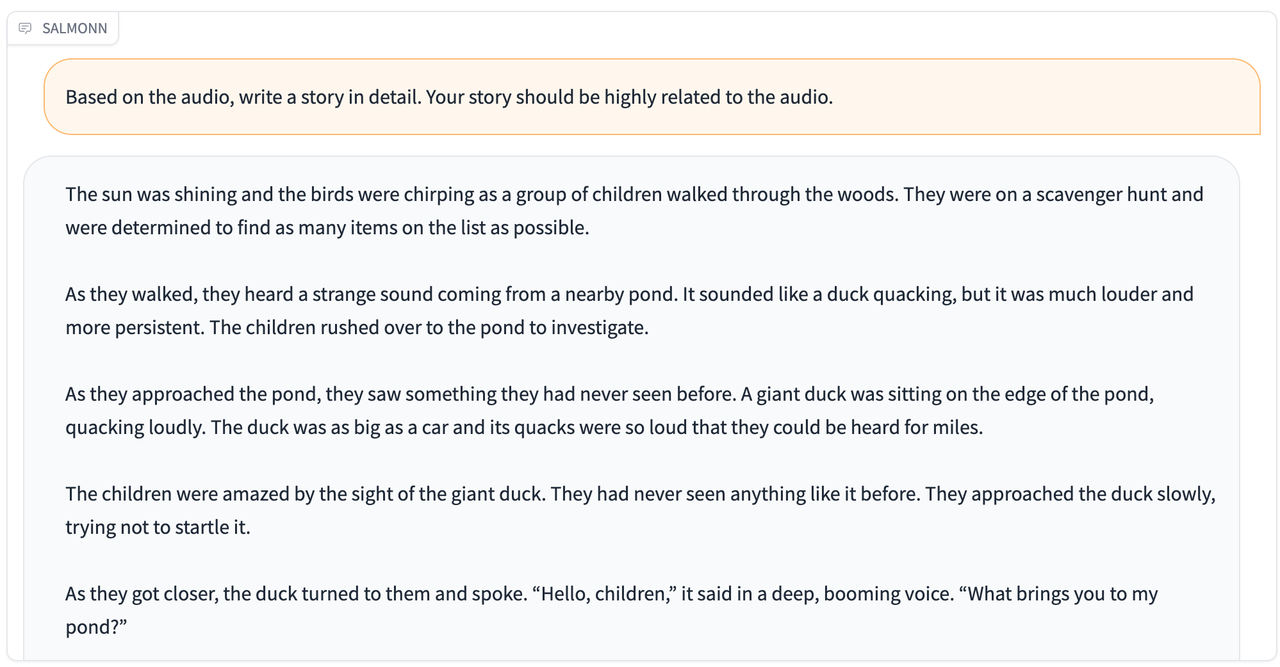 SALMONN
Based on the audio, write a story in detail. Your story should be highly related to the audio.
The sun was shining and the birds were chirping as a group of children walked through the woods. They were on a scavenger hunt and
were determined to find as many items on the list as possible.
As they walked, they heard a strange sound coming from a nearby pond. It sounded like a duck quacking, but it was much louder and
more persistent. The children rushed over to the pond to investigate.
As they approached the pond, they saw something they had never seen before. A giant duck was sitting on the edge of the pond,
quacking loudly. The duck was as big as a car and its quacks were so loud that they could be heard for miles.
The children were amazed by the sight of the giant duck. They had never seen anything like it before. They approached the duck slowly,
trying not to startle it.
As they got closer, the duck turned to them and spoke. “Hello, children,” it said in a deep, booming voice. “What brings you to my
pond?”